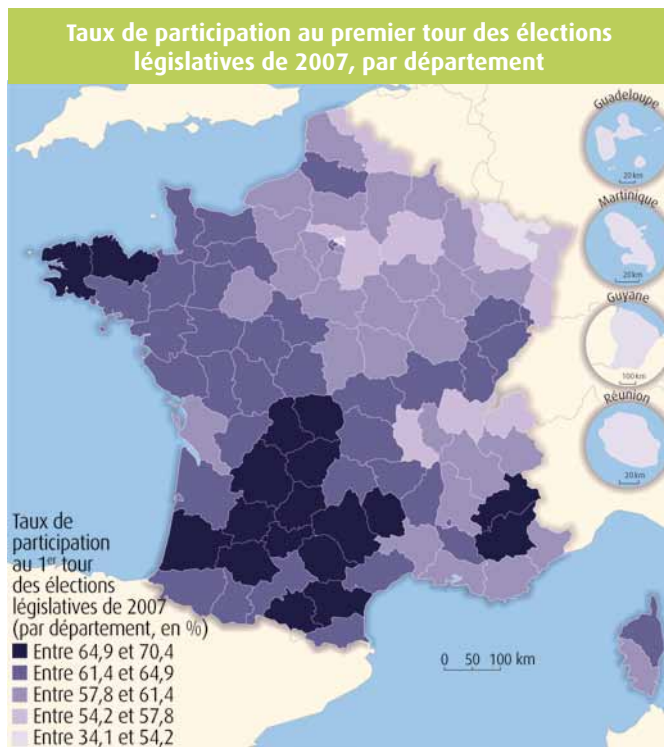 Taux de participation au premier tour des élections
législatives de 2007, par département
Guadeloupe
20 km
Martinique
20 km
Guyane
100 km
Réunion
20 km
Taux de
participation
au 1er tour
des élections
législatives de 2007
(par département, en %)
Entre 64,9 et 70,4
Entre 61,4 et 64,9
Entre 57,8 et 61,4
Entre 54,2 et 57,8
Entre 34,1 et 54,2
0 50 100 km